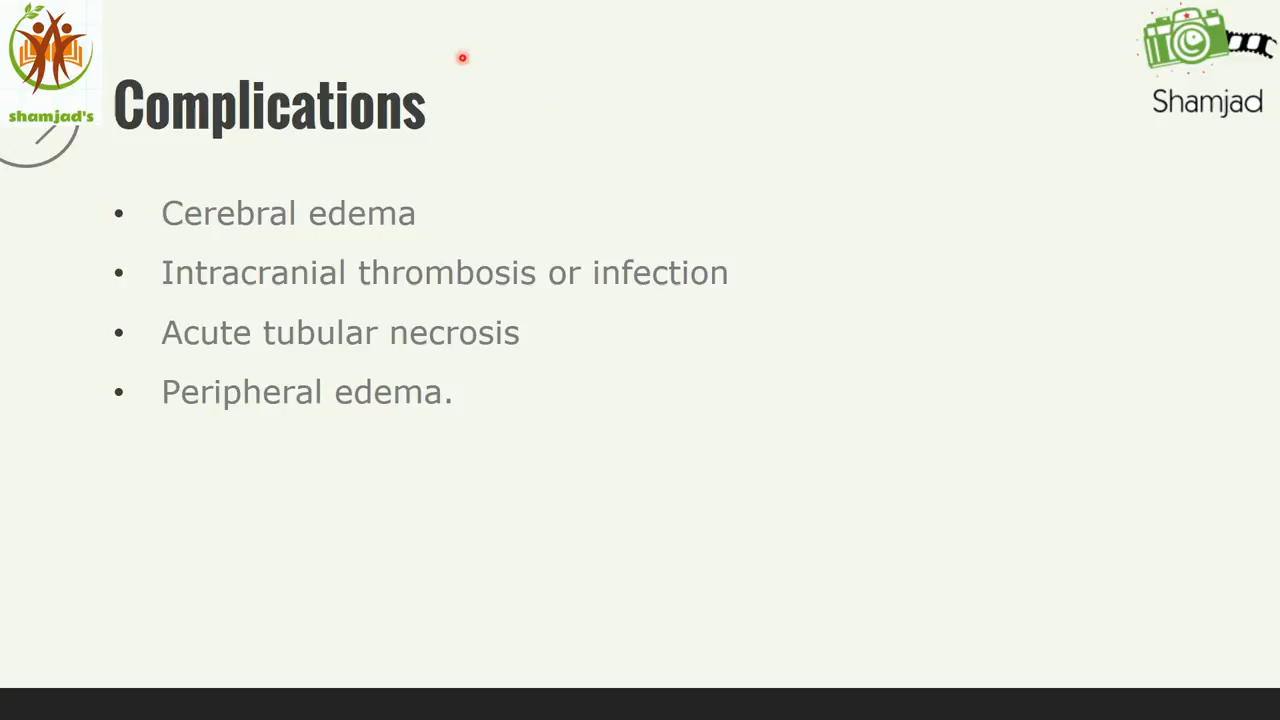 shamjad's
Shamjad
Complications
• Cerebral edema
• Intracranial thrombosis or infection
• Acute tubular necrosis
• Peripheral edema.